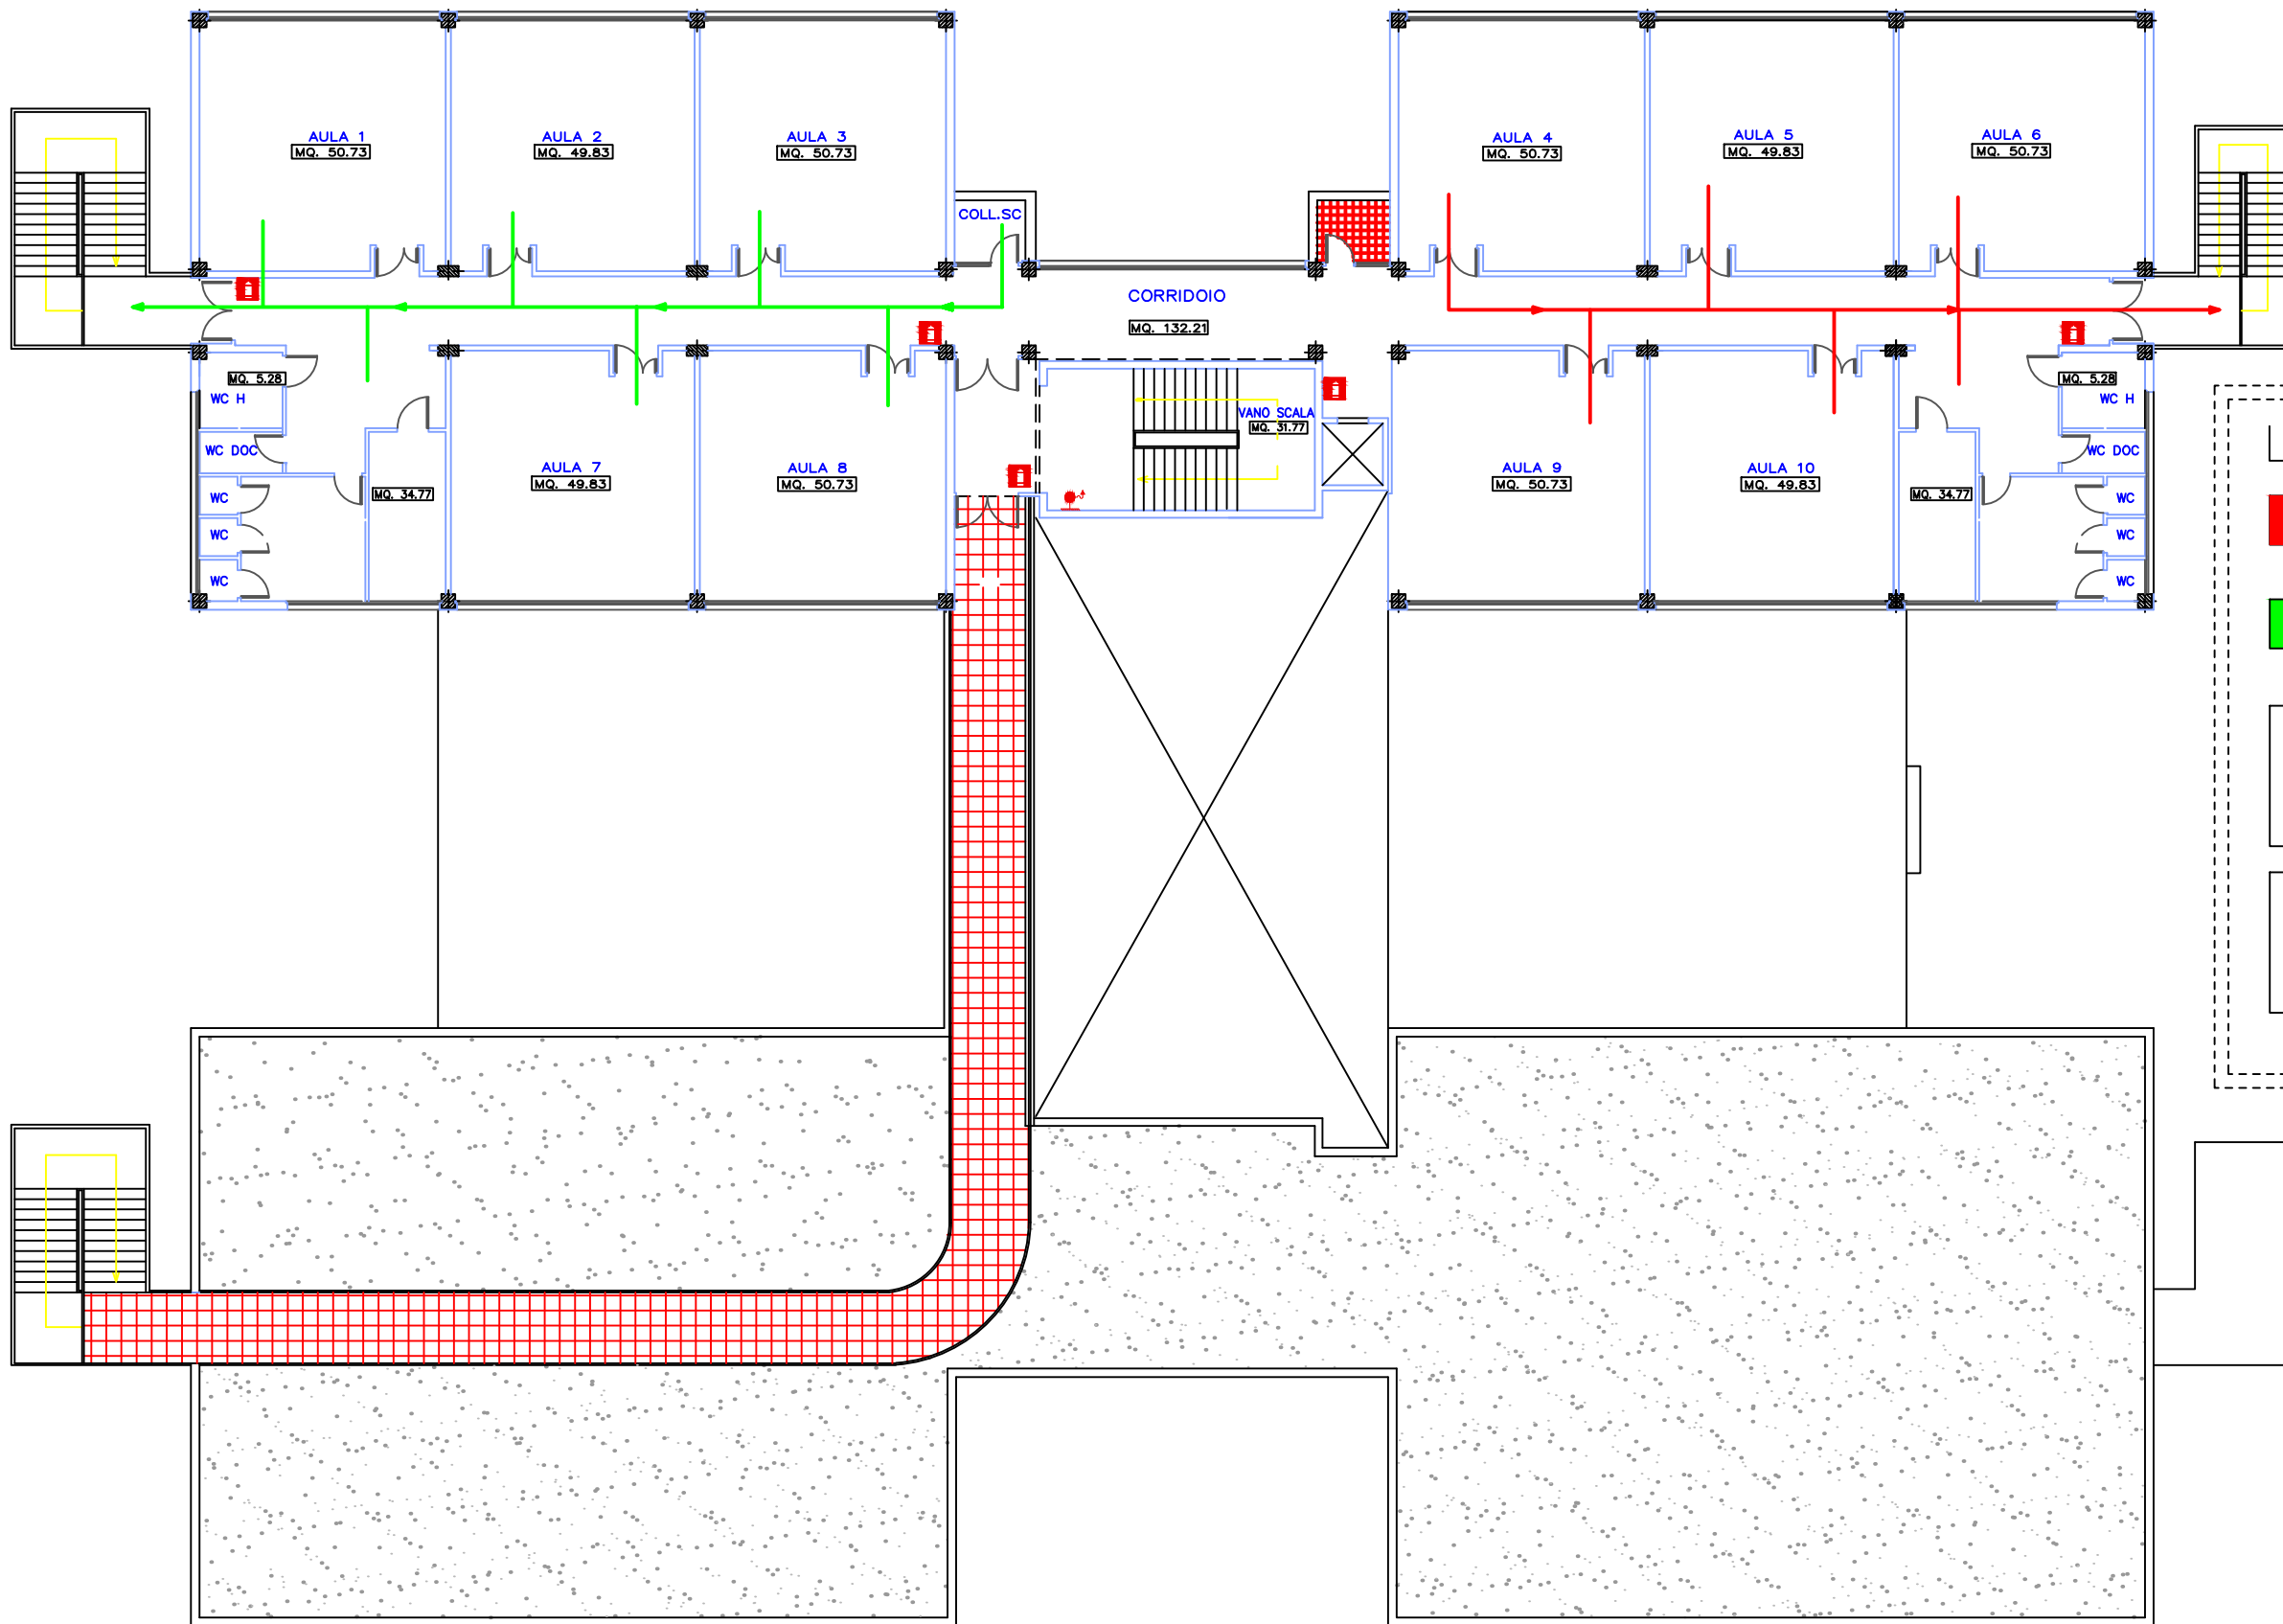 AULA 1
MQ. 50.73
AULA 2
MQ. 49.83
AULA 3
MQ. 50.73
AULA 4
MQ. 50.73
AULA 5
MQ. 49.83
AULA 6
MQ. 50.73
COLL.SC
CORRIDOIO
MQ. 132.21
MQ. 5.28
WC H
WC DOC
WC
WC
WC
MQ. 34.77
AULA 7
MQ. 49.83
AULA 8
MQ. 50.73
VANO SCALA
MQ. 31.77
AULA 9
MQ. 50.73
AULA 10
MQ. 49.83
MQ. 34.77
MQ. 5.28
WC H
WC DOC
WC
WC
WC